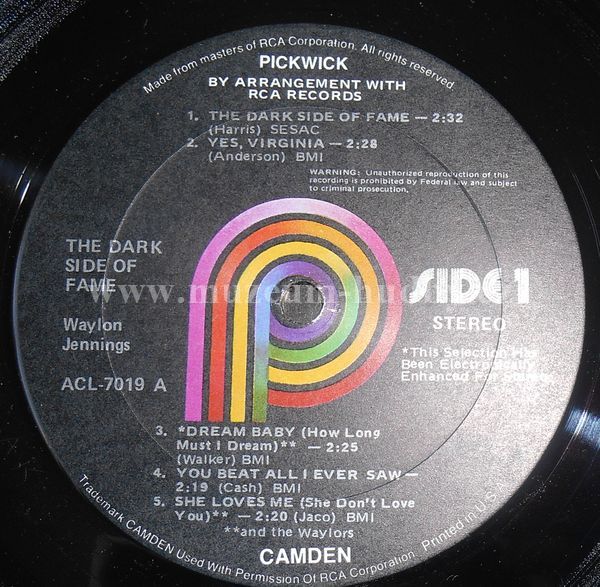 Made from masters of RCA Corporation. All rights reserved.
PICKWICK
BY ARRANGEMENT WITH
RCA RECORDS
1. THE DARK SIDE OF FAME — 2:32
(Harris) SESAC
2. YES, VIRGINIA — 2:28
(Anderson) BMI
WARNING: Unauthorized reproduction of this
recording is prohibited by Federal law and subject
to criminal prosecution.
THE DARK
SIDE OF
FAME
Waylon
Jennings
ACL-7019 A
SIDE 1
STEREO
*This Selection Has
Been Electronically
Enhanced For
3. *DREAM BABY (How Long
Must I Dream)** — 2:25
(Walker) BMI
4. YOU BEAT ALL I EVER SAW—
2:19 (Cash) BMI
5. SHE LOVES ME (She Don't Love
You)** — 2:20 (Jaco) BMI
**and the Waylors
CAMDEN
Trademark CAMDEN Used With Permission Of RCA Corporation. Printed in U.S.A.